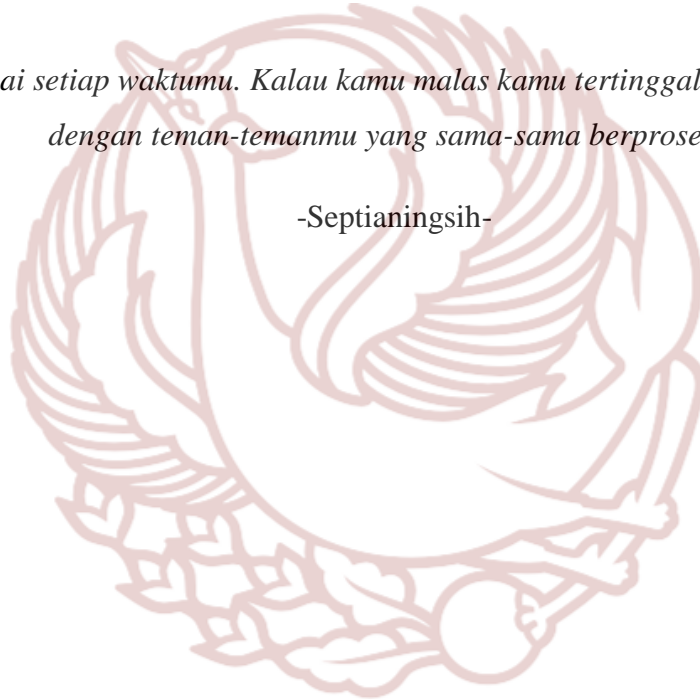 ai setiap waktumu. Kalau kamu malas kamu tertinggal
dengan teman-temanmu yang sama-sama berprose
-Septianingsih-